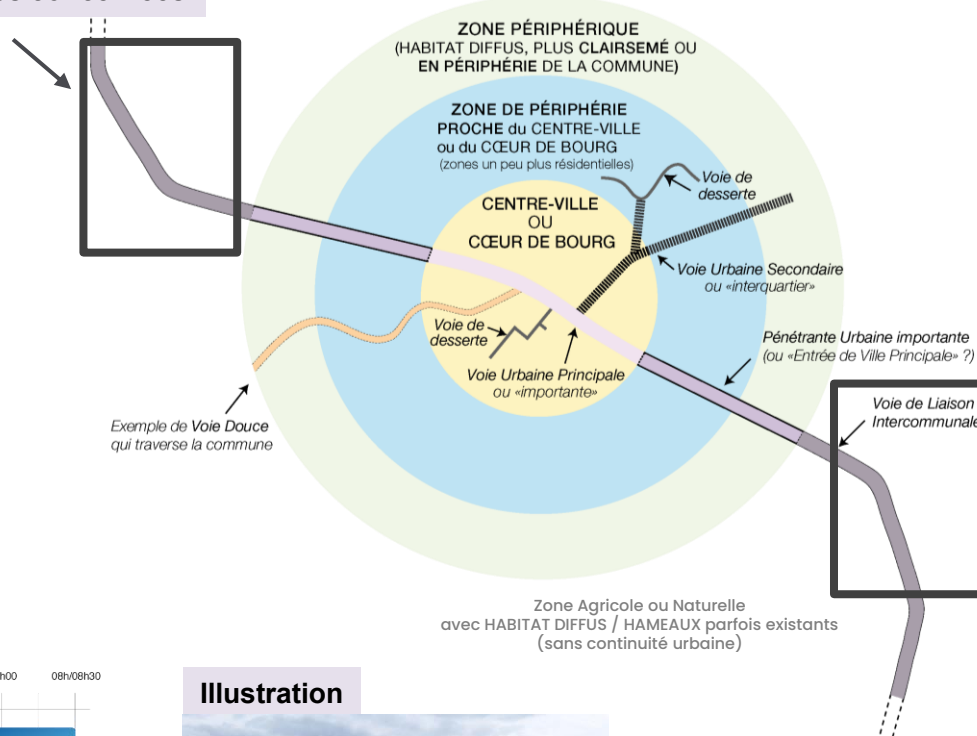 ZONE PÉRIPHÉRIQUE
(HABITAT DIFFUS, PLUS CLAIRSEMÉ OU
EN PÉRIPHÉRIE DE LA COMMUNE)
ZONE DE PÉRIPHÉRIE
PROCHE du CENTRE-VILLE
ou du CŒUR DE BOURG
(zones un peu plus résidentielles)
Voie de
desserte
CENTRE-VILLE
OU
CŒUR DE BOURG
Voie Urbaine Secondaire
ou «interquartier»
Voie de
desserte
Pénétrante Urbaine importante
(ou «Entrée de Ville Principale» ?)
Voie Urbaine Principale
ou «importante»
Voie de Liaison
Intercommunale
Exemple de Voie Douce
qui traverse la commune
Zone Agricole ou Naturelle
avec HABITAT DIFFUS / HAMEAUX parfois existants
(sans continuité urbaine)
h00
08h/08h30
Illustration